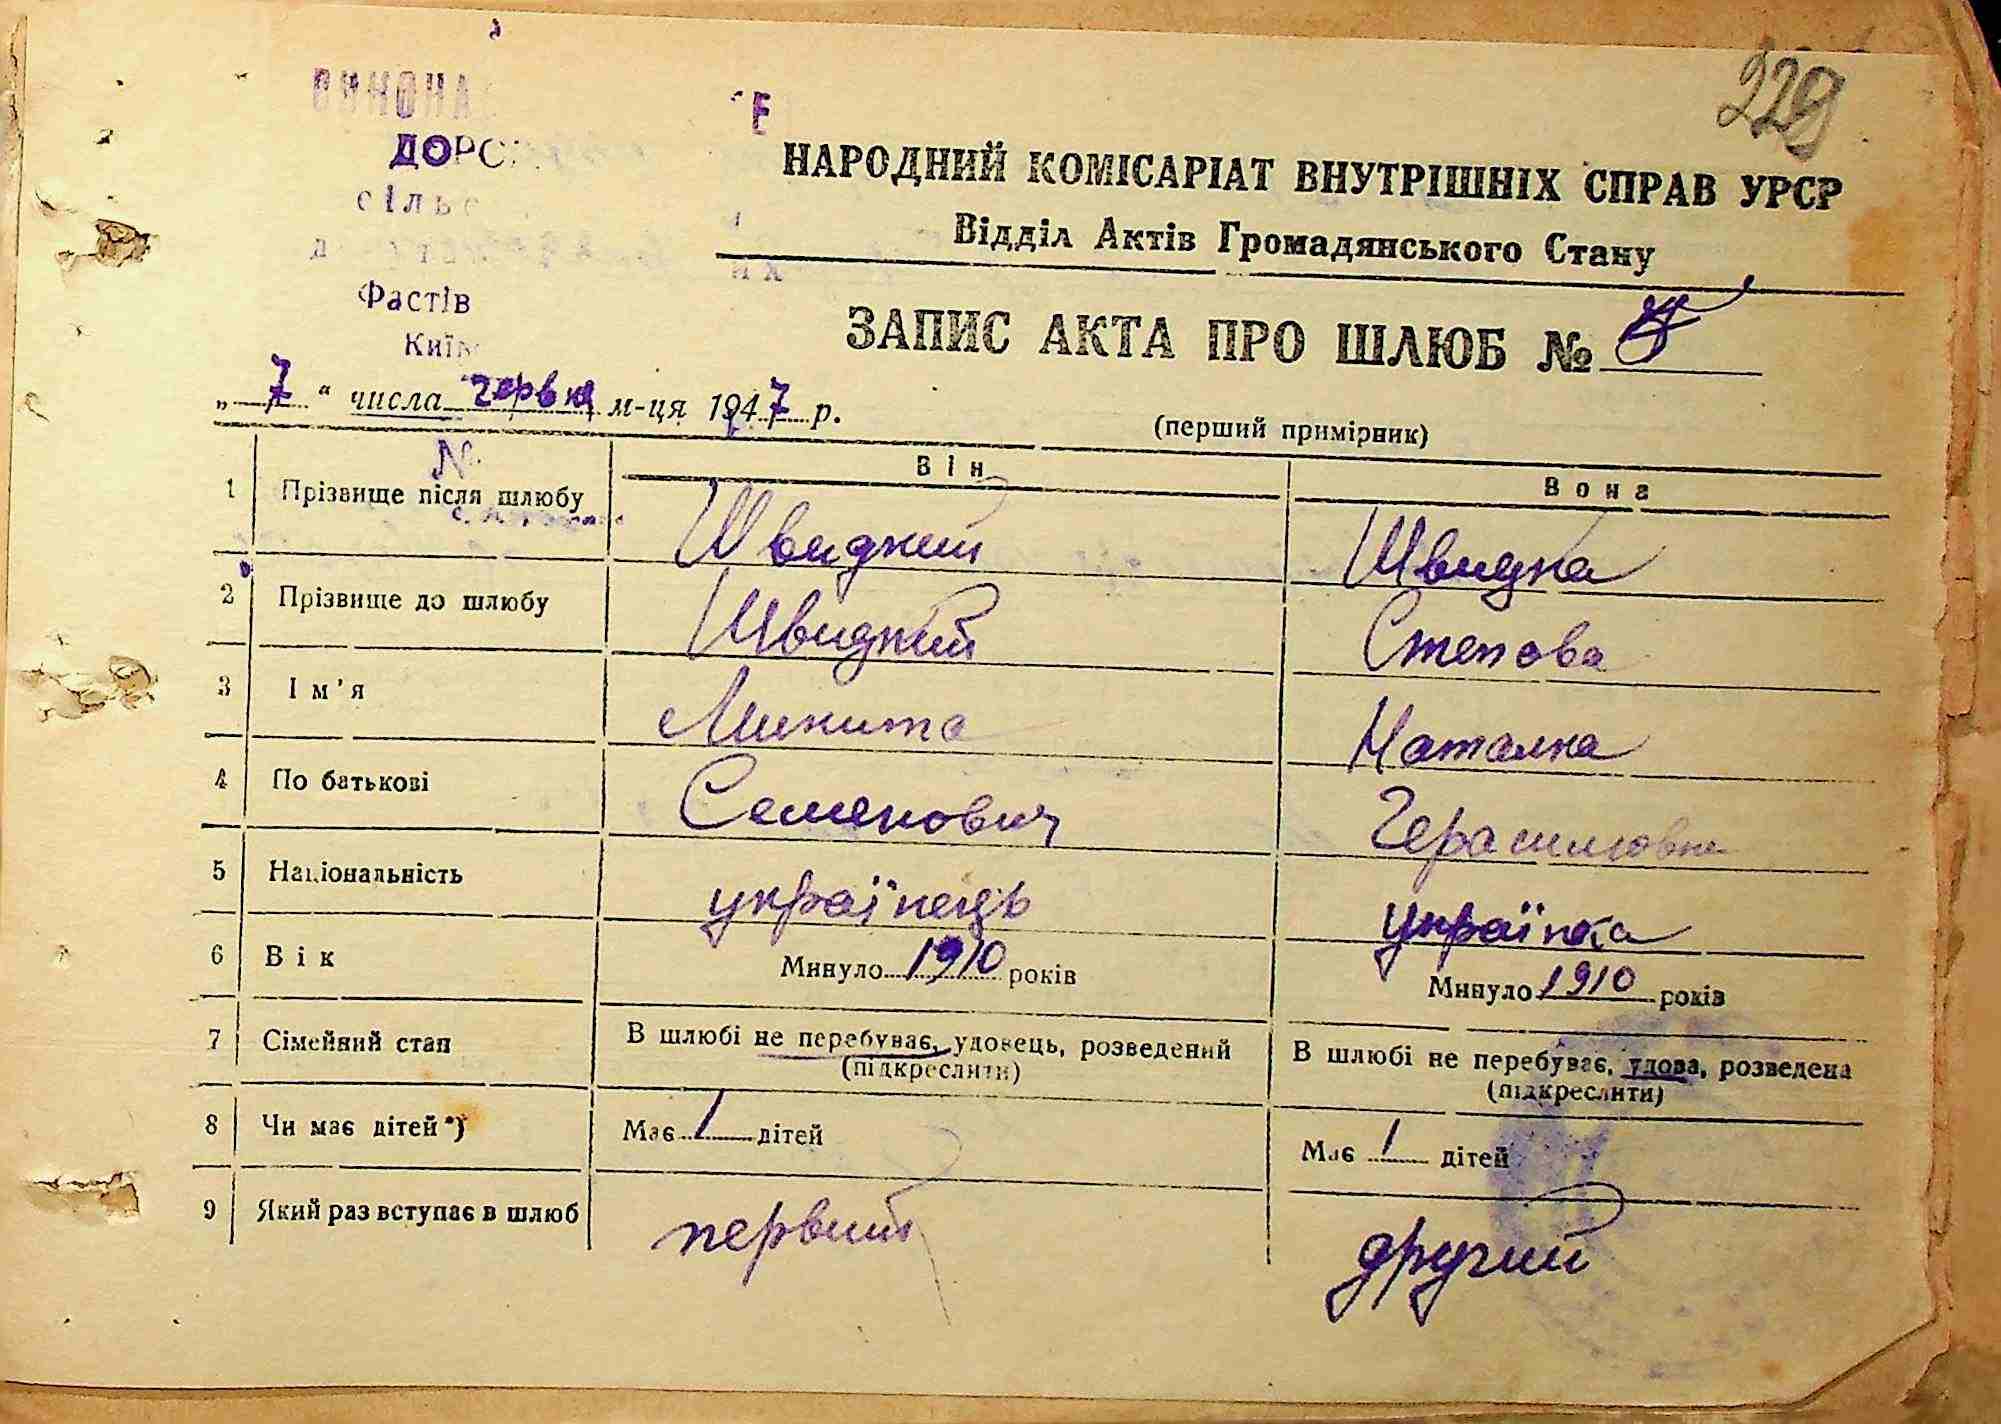 229
ДОРО
сільс
Фастів
Київ
НАРОДНИЙ КОМІСАРІАТ ВНУТРІШНІХ СПРАВ УРСР
Відділ Актів Громадянського Стану
ЗАПИС АКТА ПРО ШЛЮБ №
„ 7 “ числа червня м-ця 1947 р.
(перший примірник)
№
Він Вона
1 Прізвище після шлюбу Швидкий Швидка
2 Прізвище до шлюбу Швидкий Степова
3 Ім'я Микита Наталка
4 По батькові Семенович Герасимовна
5 Національність українець українка
6 Вік Минуло 1910 років Минуло 1910 років
7 Сімейний стан В шлюбі не перебуває, удовець, розведений (підкреслити) В шлюбі не перебуває, удова, розведена (підкреслити)
8 Чи має дітей*) Має 1 дітей Має 1 дітей
9 Який раз вступає в шлюб первий другий